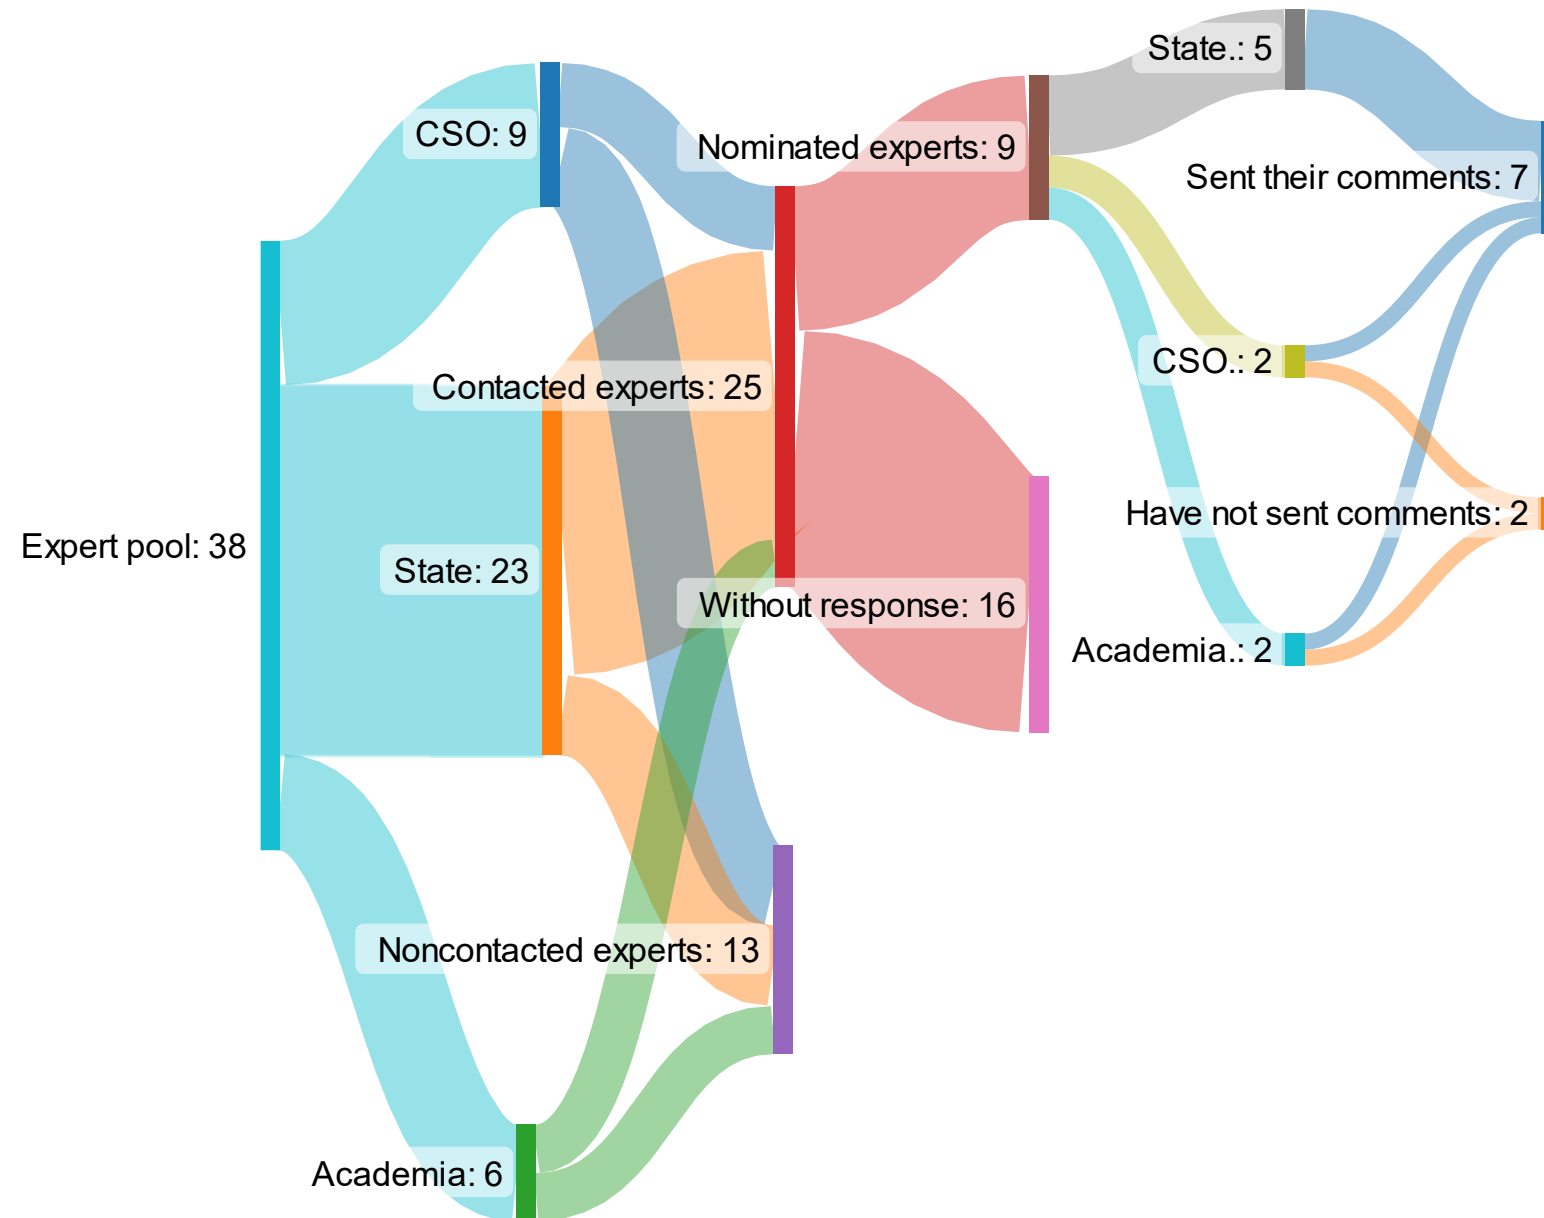 State.: 5
CSO: 9
Nominated experts: 9
Sent their comments: 7
CSO.: 2
Contacted experts: 25
Have not sent comments: 2
Expert pool: 38
State: 23
Without response: 16
Academia.: 2
Noncontacted experts: 13
Academia: 6